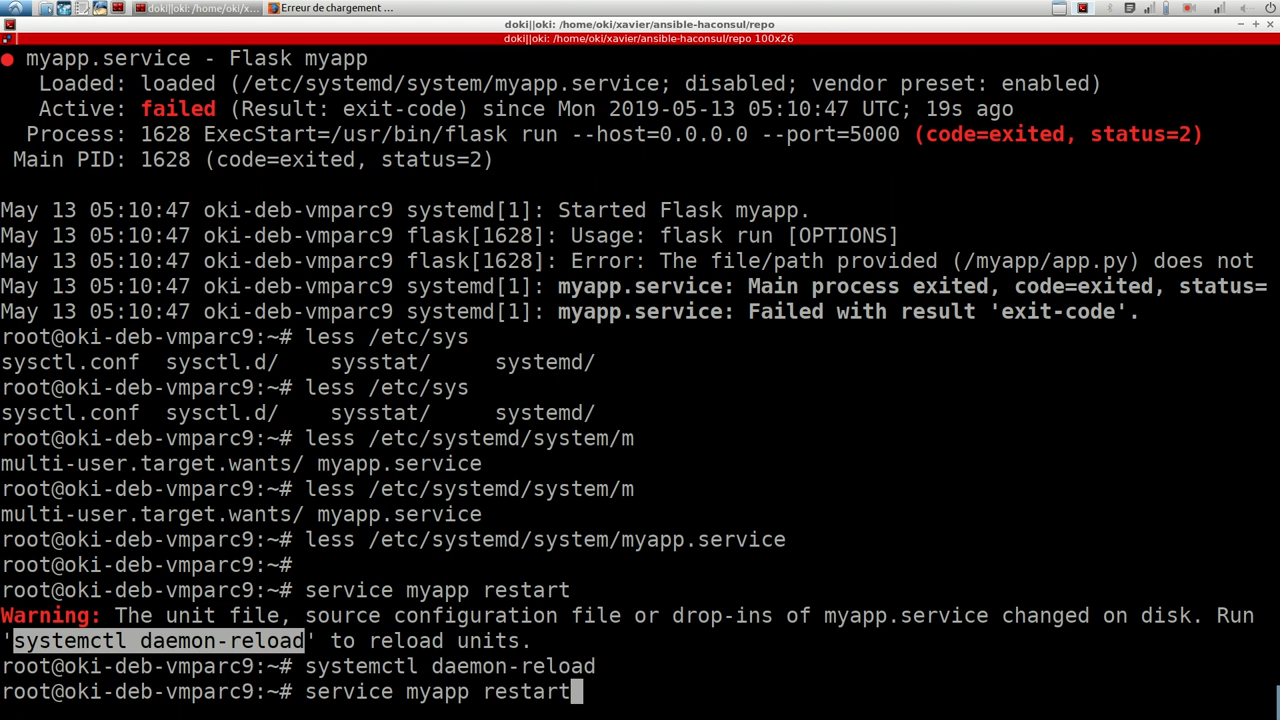 doki||oki: /home/oki/x...
Erreur de chargement ...
doki||oki: /home/oki/xavier/ansible-haconsul/repo
doki||oki: /home/oki/xavier/ansible-haconsul/repo 100x26
● myapp.service - Flask myapp
Loaded: loaded (/etc/systemd/system/myapp.service; disabled; vendor preset: enabled)
Active: failed (Result: exit-code) since Mon 2019-05-13 05:10:47 UTC; 19s ago
Process: 1628 ExecStart=/usr/bin/flask run --host=0.0.0.0 --port=5000 (code=exited, status=2)
Main PID: 1628 (code=exited, status=2)
May 13 05:10:47 oki-deb-vmparc9 systemd[1]: Started Flask myapp.
May 13 05:10:47 oki-deb-vmparc9 flask[1628]: Usage: flask run [OPTIONS]
May 13 05:10:47 oki-deb-vmparc9 flask[1628]: Error: The file/path provided (/myapp/app.py) does not
May 13 05:10:47 oki-deb-vmparc9 systemd[1]: myapp.service: Main process exited, code=exited, status=
May 13 05:10:47 oki-deb-vmparc9 systemd[1]: myapp.service: Failed with result 'exit-code'.
root@oki-deb-vmparc9:~# less /etc/sys
sysctl.conf  sysctl.d/    sysstat/     systemd/
root@oki-deb-vmparc9:~# less /etc/sys
sysctl.conf  sysctl.d/    sysstat/     systemd/
root@oki-deb-vmparc9:~# less /etc/systemd/system/m
multi-user.target.wants/ myapp.service
root@oki-deb-vmparc9:~# less /etc/systemd/system/m
multi-user.target.wants/ myapp.service
root@oki-deb-vmparc9:~# less /etc/systemd/system/myapp.service
root@oki-deb-vmparc9:~#
root@oki-deb-vmparc9:~# service myapp restart
Warning: The unit file, source configuration file or drop-ins of myapp.service changed on disk. Run
'systemctl daemon-reload' to reload units.
root@oki-deb-vmparc9:~# systemctl daemon-reload
root@oki-deb-vmparc9:~# service myapp restart